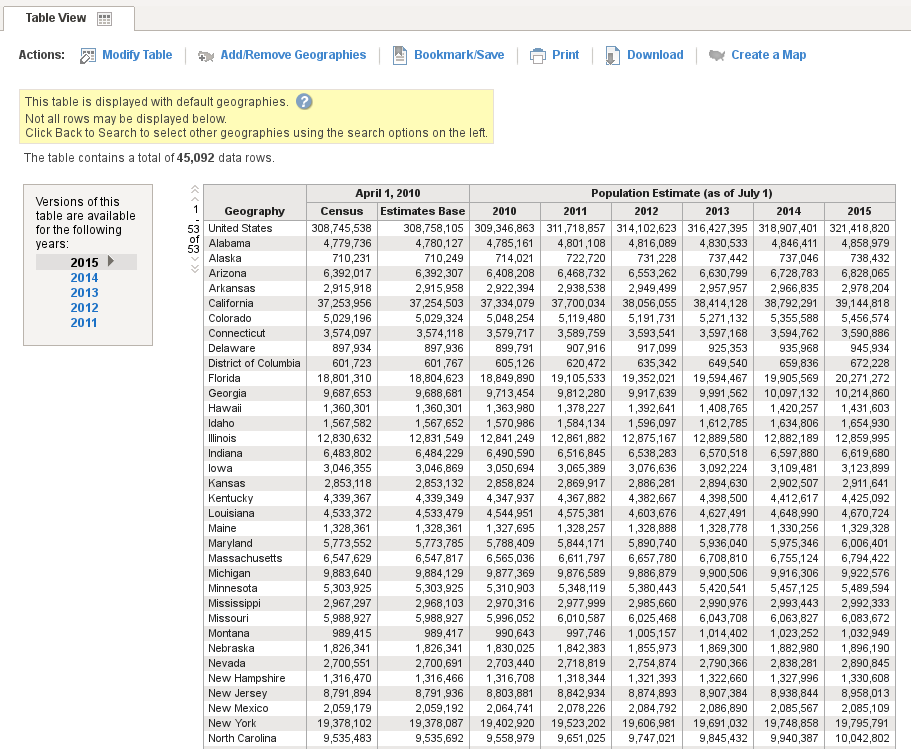 Table View
Actions: Modify Table Add/Remove Geographies Bookmark/Save Print Download Create a Map
This table is displayed with default geographies. ?
Not all rows may be displayed below.
Click Back to Search to select other geographies using the search options on the left.
The table contains a total of 45,092 data rows.
Versions of this
table are available
for the following
years:
2015
2014
2013
2012
2011
1
-
53
of
53
April 1, 2010 Population Estimate (as of July 1)
Geography Census Estimates Base 2010 2011 2012 2013 2014 2015
United States 308,745,538 308,758,105 309,346,863 311,718,857 314,102,623 316,427,395 318,907,401 321,418,820
Alabama 4,779,736 4,780,127 4,785,161 4,801,108 4,816,089 4,830,533 4,846,411 4,858,979
Alaska 710,231 710,249 714,021 722,720 731,228 737,442 737,046 738,432
Arizona 6,392,017 6,392,307 6,408,208 6,468,732 6,553,262 6,630,799 6,728,783 6,828,065
Arkansas 2,915,918 2,915,958 2,922,394 2,938,538 2,949,499 2,957,957 2,966,835 2,978,204
California 37,253,956 37,254,503 37,334,079 37,700,034 38,056,055 38,414,128 38,792,291 39,144,818
Colorado 5,029,196 5,029,324 5,048,254 5,119,480 5,191,731 5,271,132 5,355,588 5,456,574
Connecticut 3,574,097 3,574,118 3,579,717 3,589,759 3,593,541 3,597,168 3,594,762 3,590,886
Delaware 897,934 897,936 899,791 907,916 917,099 925,353 935,968 945,934
District of Columbia 601,723 601,767 605,126 620,472 635,342 649,540 659,836 672,228
Florida 18,801,310 18,804,623 18,849,890 19,105,533 19,352,021 19,594,467 19,905,569 20,271,272
Georgia 9,687,653 9,688,681 9,713,454 9,812,280 9,917,639 9,991,562 10,097,132 10,214,860
Hawaii 1,360,301 1,360,301 1,363,980 1,378,227 1,392,641 1,408,765 1,420,257 1,431,603
Idaho 1,567,582 1,567,652 1,570,986 1,584,134 1,596,097 1,612,785 1,634,806 1,654,930
Illinois 12,830,632 12,831,549 12,841,249 12,861,882 12,875,167 12,889,580 12,882,189 12,859,995
Indiana 6,483,802 6,484,229 6,490,590 6,516,845 6,538,283 6,570,518 6,597,880 6,619,680
Iowa 3,046,355 3,046,869 3,050,694 3,065,389 3,076,636 3,092,224 3,109,481 3,123,899
Kansas 2,853,118 2,853,132 2,858,824 2,869,917 2,886,281 2,894,630 2,902,507 2,911,641
Kentucky 4,339,367 4,339,349 4,347,937 4,367,882 4,382,667 4,398,500 4,412,617 4,425,092
Louisiana 4,533,372 4,533,479 4,544,951 4,575,381 4,603,676 4,627,491 4,648,990 4,670,724
Maine 1,328,361 1,328,361 1,327,695 1,328,257 1,328,888 1,328,778 1,330,256 1,329,328
Maryland 5,773,552 5,773,785 5,788,409 5,844,171 5,890,740 5,936,040 5,975,346 6,006,401
Massachusetts 6,547,629 6,547,817 6,565,036 6,611,797 6,657,780 6,708,810 6,755,124 6,794,422
Michigan 9,883,640 9,884,129 9,877,369 9,876,589 9,886,879 9,900,506 9,916,306 9,922,576
Minnesota 5,303,925 5,303,925 5,310,903 5,348,119 5,380,443 5,420,541 5,457,125 5,489,594
Mississippi 2,967,297 2,968,103 2,970,316 2,977,999 2,985,660 2,990,976 2,993,443 2,992,333
Missouri 5,988,927 5,988,927 5,996,052 6,010,587 6,025,468 6,043,708 6,063,827 6,083,672
Montana 989,415 989,417 990,643 997,746 1,005,157 1,014,402 1,023,252 1,032,949
Nebraska 1,826,341 1,826,341 1,830,025 1,842,383 1,855,973 1,869,300 1,882,980 1,896,190
Nevada 2,700,551 2,700,691 2,703,440 2,718,819 2,754,874 2,790,366 2,838,281 2,890,845
New Hampshire 1,316,470 1,316,466 1,316,708 1,318,344 1,321,393 1,322,660 1,327,996 1,330,608
New Jersey 8,791,894 8,791,936 8,803,881 8,842,934 8,874,893 8,907,384 8,938,844 8,958,013
New Mexico 2,059,179 2,059,192 2,064,741 2,078,226 2,084,792 2,086,890 2,085,567 2,085,109
New York 19,378,102 19,378,087 19,402,920 19,523,202 19,606,981 19,691,032 19,748,858 19,795,791
North Carolina 9,535,483 9,535,692 9,558,979 9,651,025 9,747,021 9,845,432 9,940,387 10,042,802